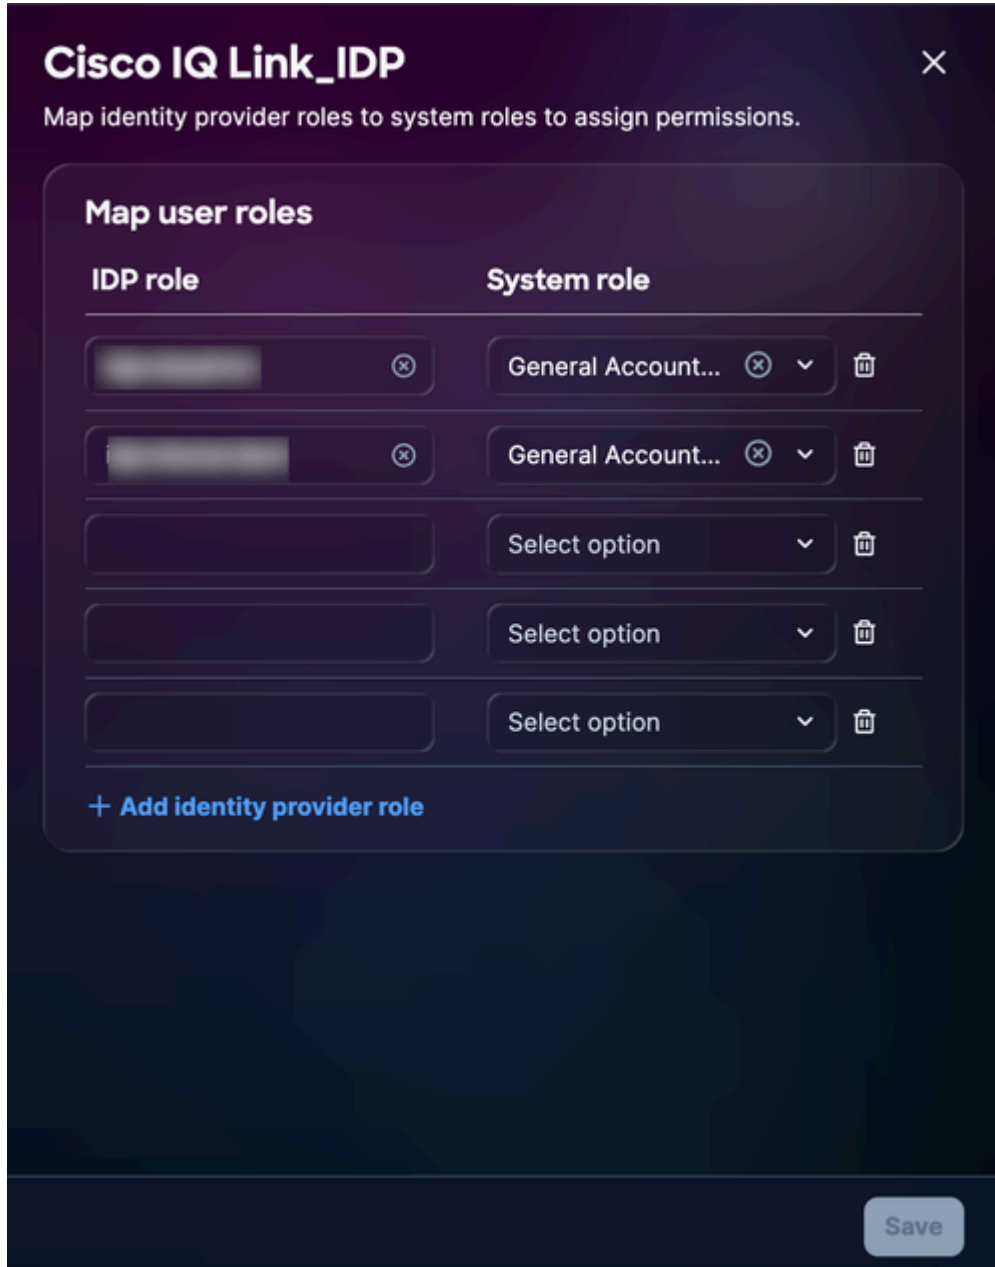 Cisco IQ Link_IDP
Map identity provider roles to system roles to assign permissions.
Map user roles
IDP role System role
General Account...
General Account...
Select option
Select option
Select option
+ Add identity provider role
Save